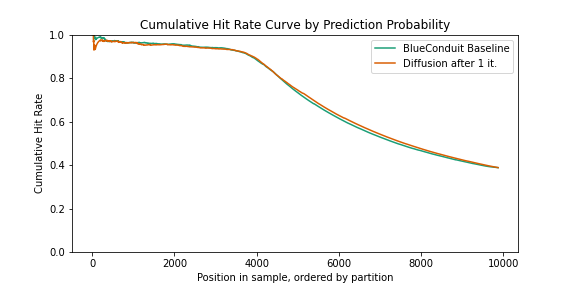 Cumulative Hit Rate Curve by Prediction Probability
1.0
0.8
0.6
0.4
0.2
0.0
Cumulative Hit Rate
BlueConduit Baseline
Diffusion after 1 it.
0 2000 4000 6000 8000 10000
Position in sample, ordered by partition